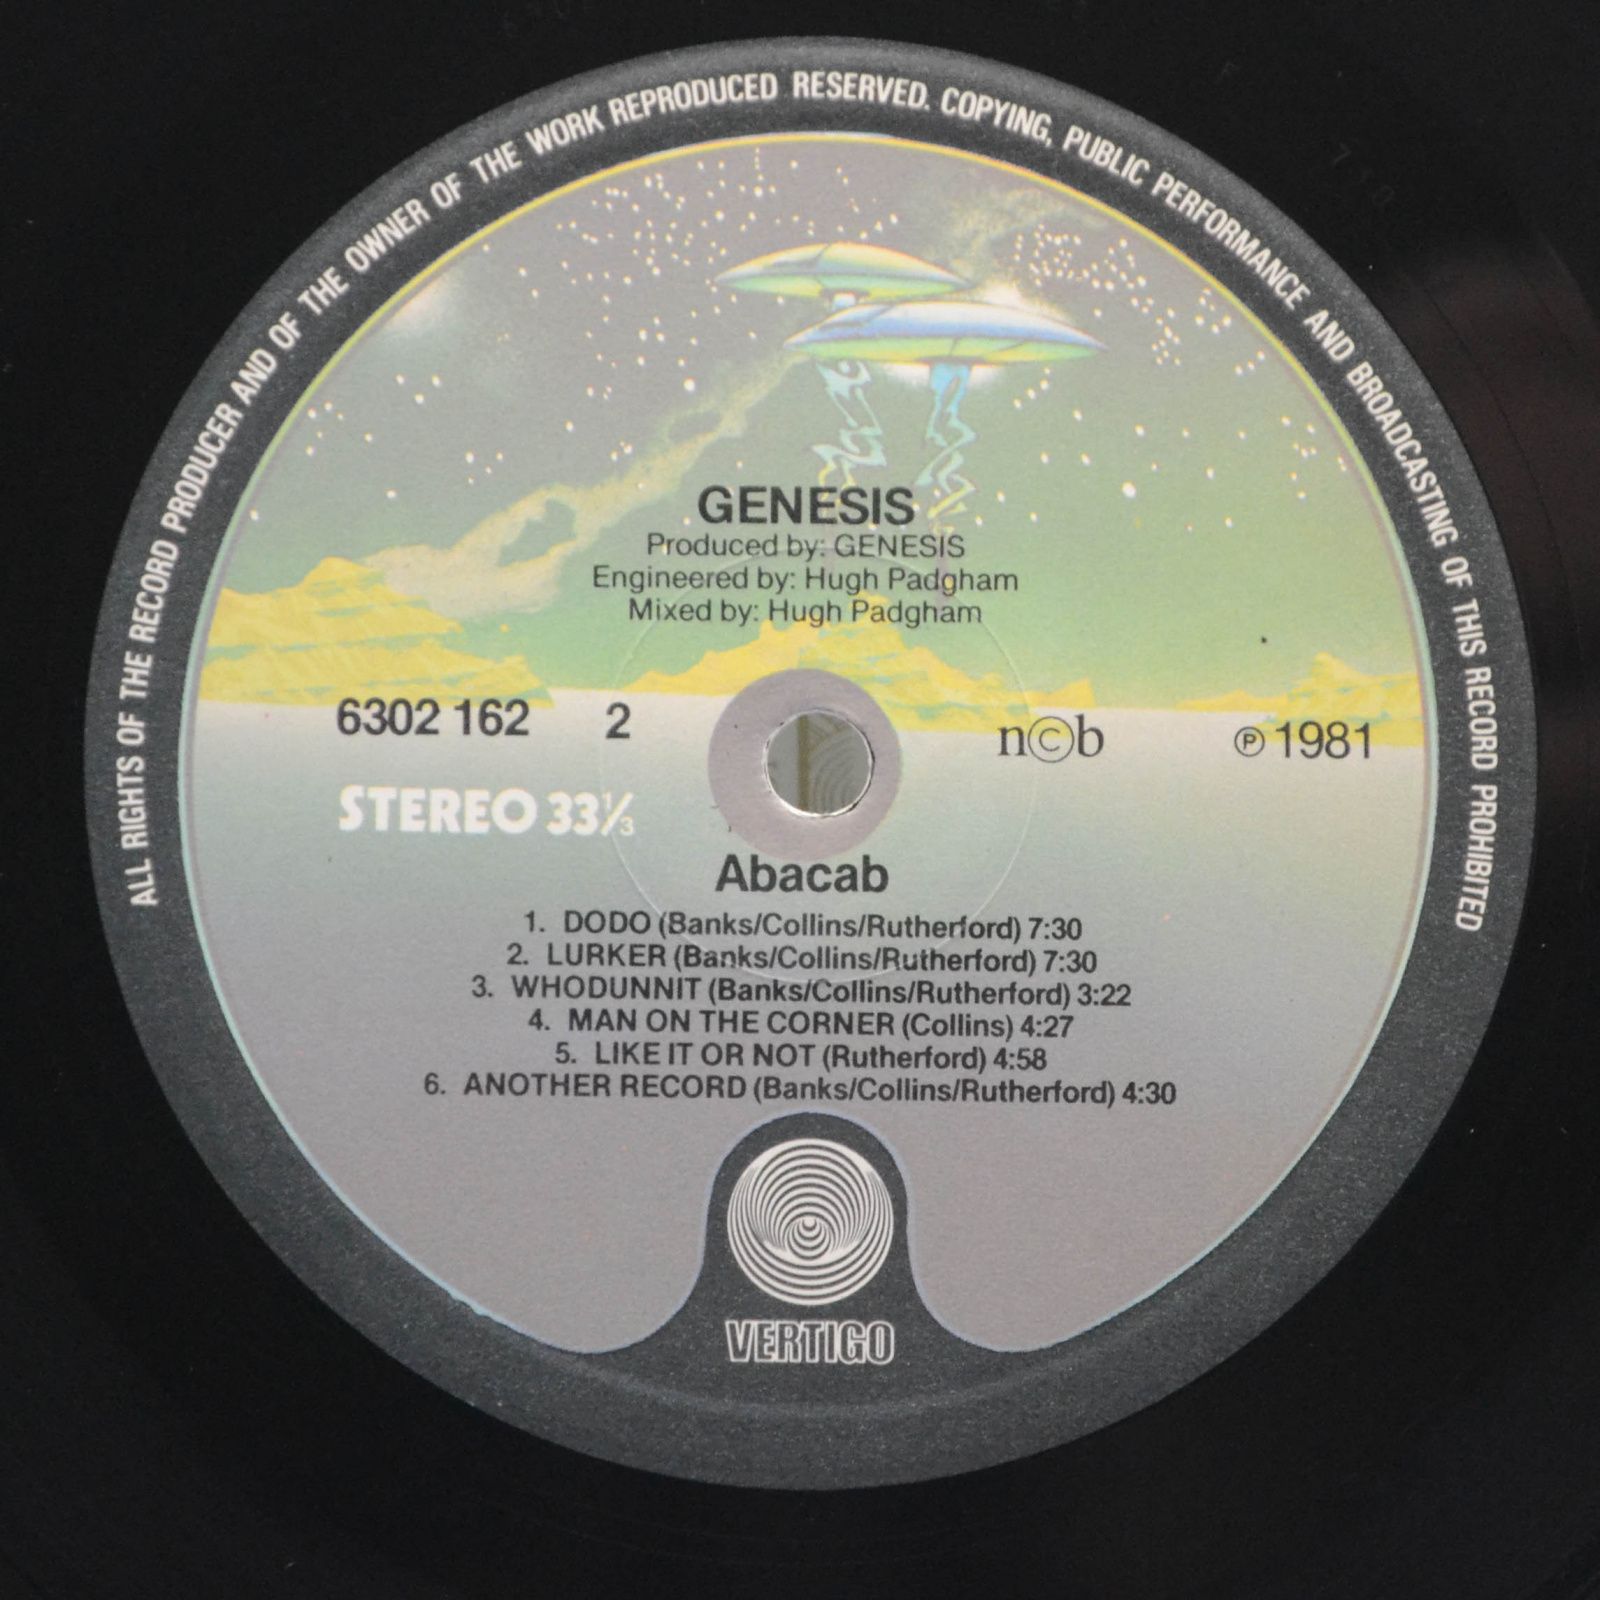 ALL RIGHTS OF THE RECORD PRODUCER AND OF THE OWNER OF THE WORK REPRODUCED RESERVED. COPYING, PUBLIC PERFORMANCE AND BROADCASTING OF THIS RECORD PROHIBITED
GENESIS
Produced by: GENESIS
Engineered by: Hugh Padgham
Mixed by: Hugh Padgham
6302 162 2
n©b ℗ 1981
STEREO 33⅓
Abacab
1. DODO (Banks/Collins/Rutherford) 7:30
2. LURKER (Banks/Collins/Rutherford) 7:30
3. WHODUNNIT (Banks/Collins/Rutherford) 3:22
4. MAN ON THE CORNER (Collins) 4:27
5. LIKE IT OR NOT (Rutherford) 4:58
6. ANOTHER RECORD (Banks/Collins/Rutherford) 4:30
VERTIGO